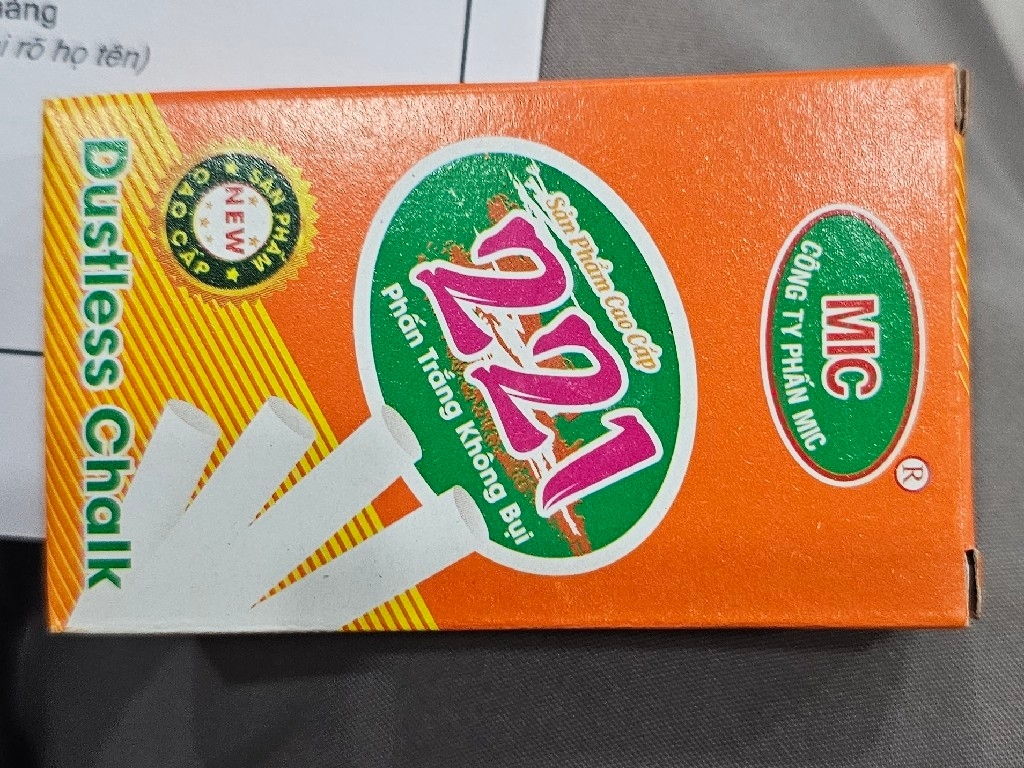 rõ họ tên)
MIC
CÔNG TY PHẤN MIC
®
Sản Phẩm Cao Cấp
221
Phấn Trắng Không Bụi
SẢN PHẨM
NEW
CAO CẤP
Dustless Chalk